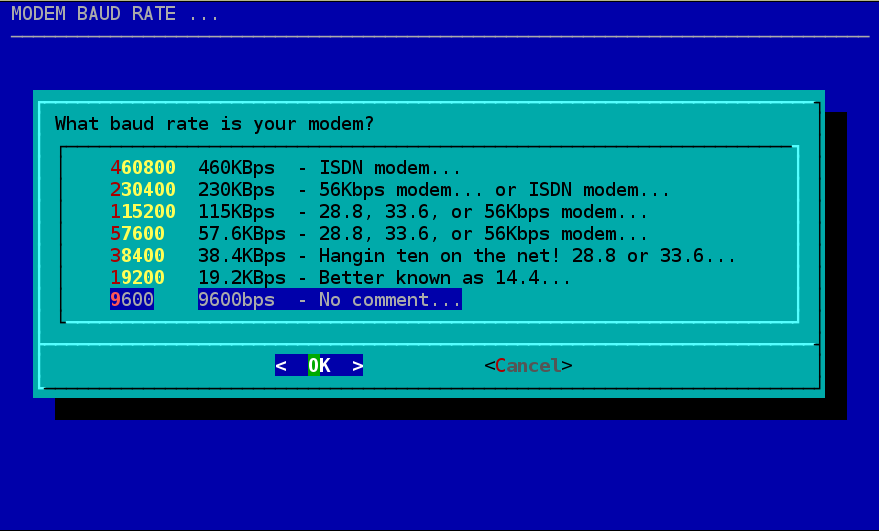 MODEM BAUD RATE ...
What baud rate is your modem?
460800  460KBps  - ISDN modem...
230400  230KBps  - 56Kbps modem... or ISDN modem...
115200  115KBps  - 28.8, 33.6, or 56Kbps modem...
57600   57.6KBps - 28.8, 33.6, or 56Kbps modem...
38400   38.4KBps - Hangin ten on the net! 28.8 or 33.6...
19200   19.2KBps - Better known as 14.4...
9600    9600bps  - No comment...
<  OK  >           <Cancel>